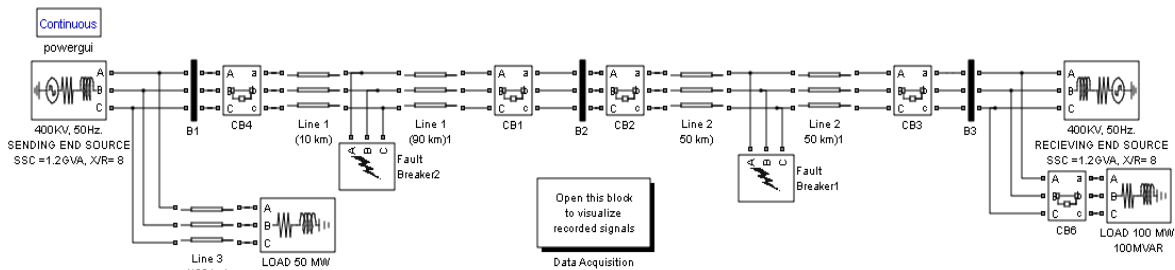 Continuous
powergui
A
B
C
400KV, 50Hz.
SENDING END SOURCE
SSC =1.2GVA, X/R= 8
B1
A a
B b
C c
CB4
Line 1
(10 km)
Line 1
(90 km)1
A B C
Fault
Breaker2
A a
B b
C c
CB1
B2
A a
B b
C c
CB2
Line 2
50 km)
Line 2
50 km)1
A B C
Fault
Breaker1
A a
B b
C c
CB3
B3
A
B
C
400KV, 50Hz.
RECIEVING END SOURCE
SSC =1.2GVA, X/R= 8
A a
B b
C c
CB6
A
B
C
LOAD 100 MW
100MVAR
Line 3
A
B
C
LOAD 50 MW
Open this block
to visualize
recorded signals
Data Acquisition